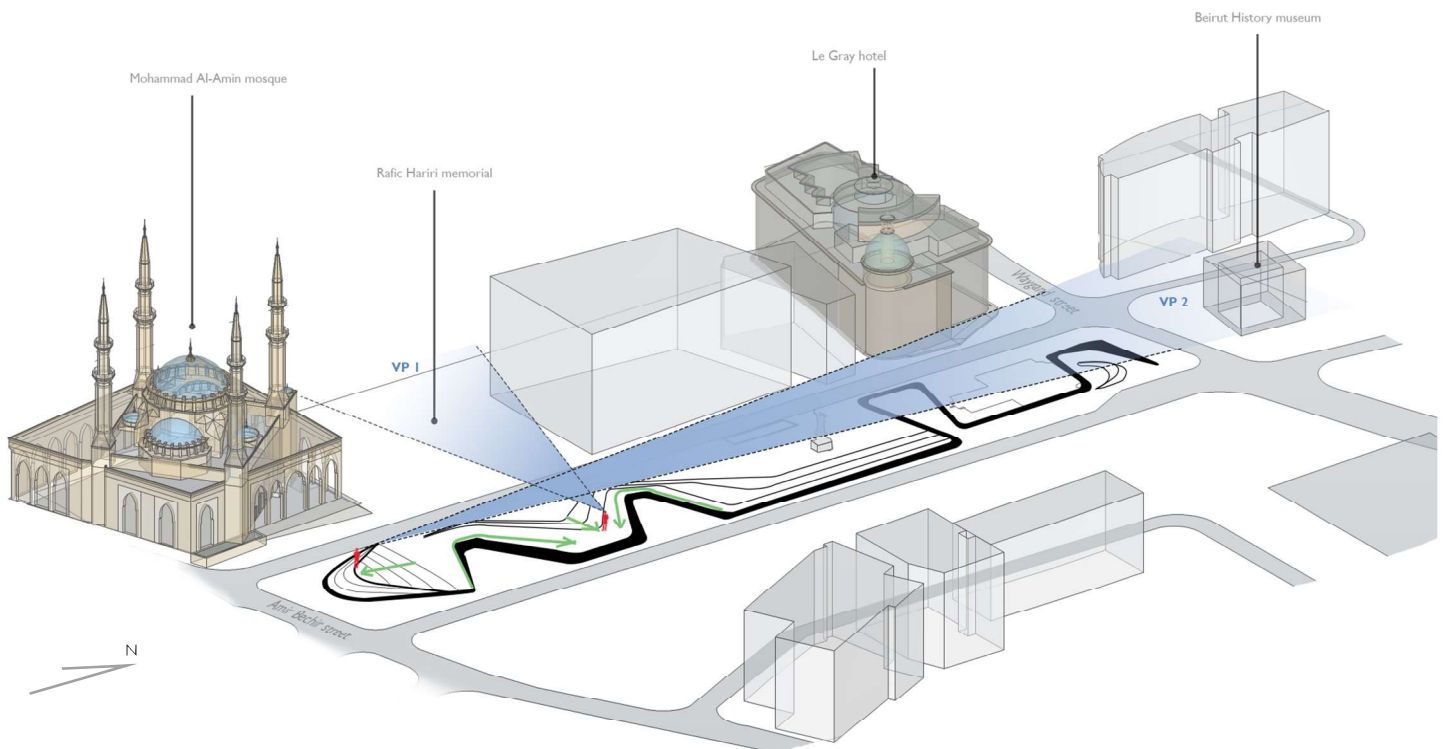 Beirut History museum
Le Gray hotel
Mohammad Al-Amin mosque
Rafic Hariri memorial
Waygand street
VP 2
VP 1
Amir Bechir street
N